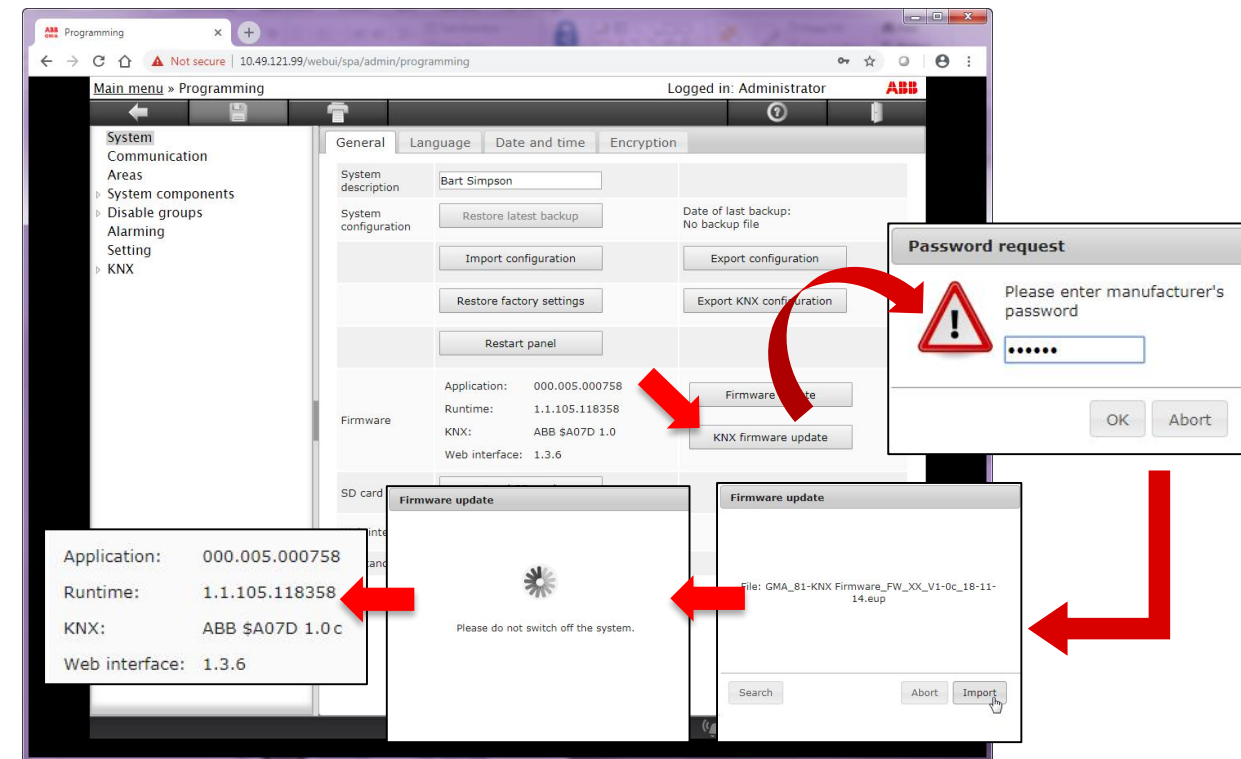 ABB
GMA
Programming
Not secure | 10.49.121.99/webui/spa/admin/programming
Main menu » Programming
Logged in: Administrator
ABB
System
Communication
Areas
System components
Disable groups
Alarming
Setting
KNX
General
Language
Date and time
Encryption
System
description
Bart Simpson
System
configuration
Restore latest backup
Date of last backup:
No backup file
Import configuration
Export configuration
Restore factory settings
Export KNX configuration
Restart panel
Firmware
Application: 000.005.000758
Runtime: 1.1.105.118358
KNX: ABB $A07D 1.0
Web interface: 1.3.6
Firmware
KNX firmware update
SD card
Password request
Please enter manufacturer's
password
••••••
OK
Abort
Firmware update
File: GMA_81-KNX Firmware_FW_XX_V1-0c_18-11-
14.eup
Search
Abort
Import
Firmware update
Please do not switch off the system.
Application: 000.005.000758
Runtime: 1.1.105.118358
KNX: ABB $A07D 1.0 c
Web interface: 1.3.6